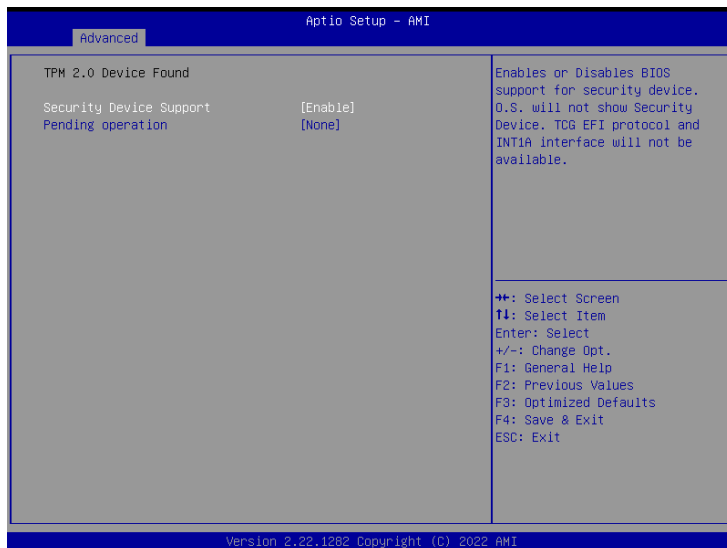 Aptio Setup – AMI
Advanced
TPM 2.0 Device Found
Security Device Support [Enable]
Pending operation [None]
Enables or Disables BIOS
support for security device.
O.S. will not show Security
Device. TCG EFI protocol and
INT1A interface will not be
available.
→←: Select Screen
↑↓: Select Item
Enter: Select
+/-: Change Opt.
F1: General Help
F2: Previous Values
F3: Optimized Defaults
F4: Save & Exit
ESC: Exit
Version 2.22.1282 Copyright (C) 2022 AMI